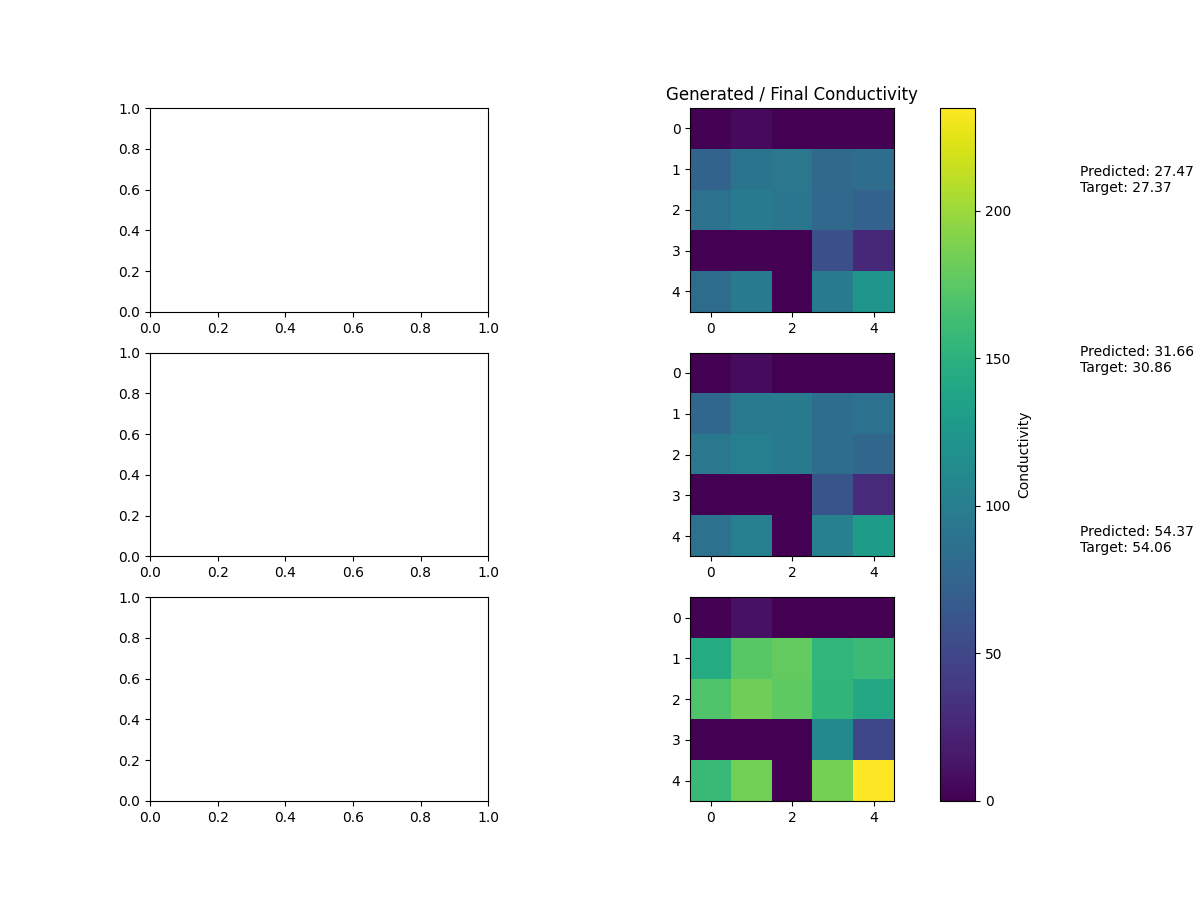 Generated / Final Conductivity
1.0
0.8
0.6
0.4
0.2
0.0
0.0 0.2 0.4 0.6 0.8 1.0
0
1
2
3
4
0 2 4
Predicted: 27.47
Target: 27.37
1.0
0.8
0.6
0.4
0.2
0.0
0.0 0.2 0.4 0.6 0.8 1.0
0
1
2
3
4
0 2 4
Predicted: 31.66
Target: 30.86
1.0
0.8
0.6
0.4
0.2
0.0
0.0 0.2 0.4 0.6 0.8 1.0
0
1
2
3
4
0 2 4
Predicted: 54.37
Target: 54.06
200
150
100
50
0
Conductivity